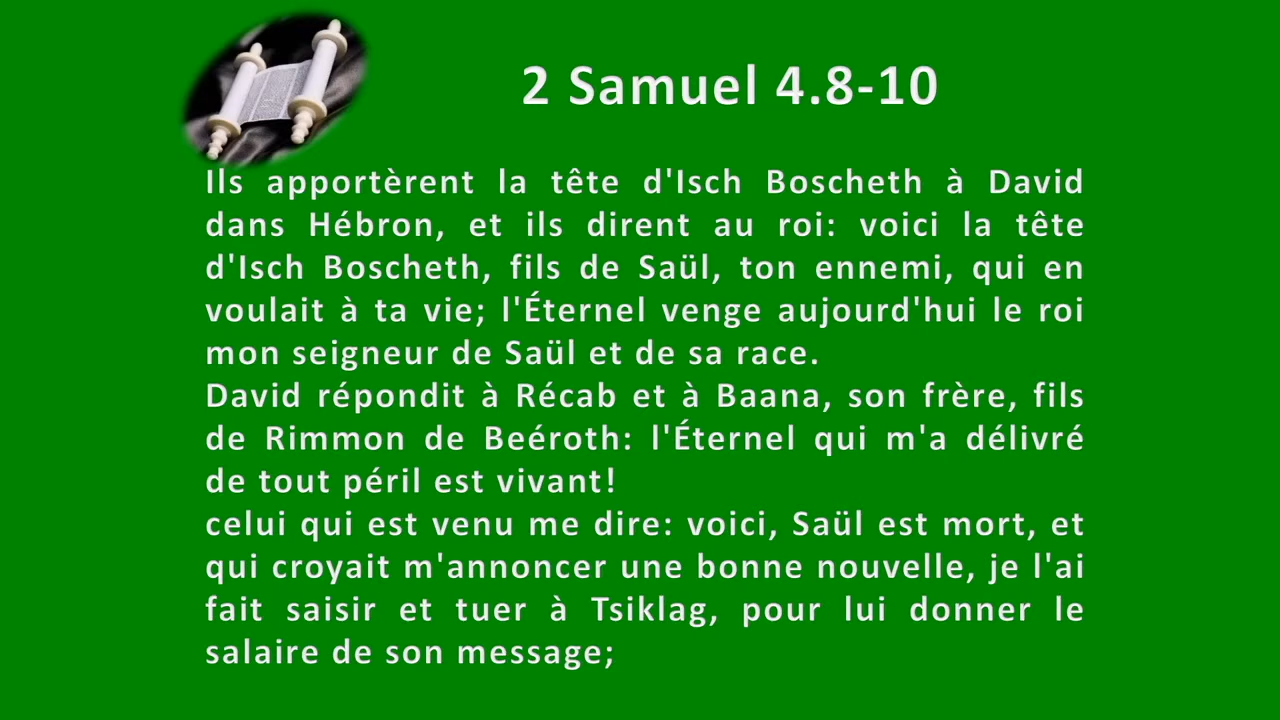 2 Samuel 4.8-10
Ils apportèrent la tête d'Isch Boscheth à David
dans Hébron, et ils dirent au roi: voici la tête
d'Isch Boscheth, fils de Saül, ton ennemi, qui en
voulait à ta vie; l'Éternel venge aujourd'hui le roi
mon seigneur de Saül et de sa race.
David répondit à Récab et à Baana, son frère, fils
de Rimmon de Beéroth: l'Éternel qui m'a délivré
de tout péril est vivant!
celui qui est venu me dire: voici, Saül est mort, et
qui croyait m'annoncer une bonne nouvelle, je l'ai
fait saisir et tuer à Tsiklag, pour lui donner le
salaire de son message;